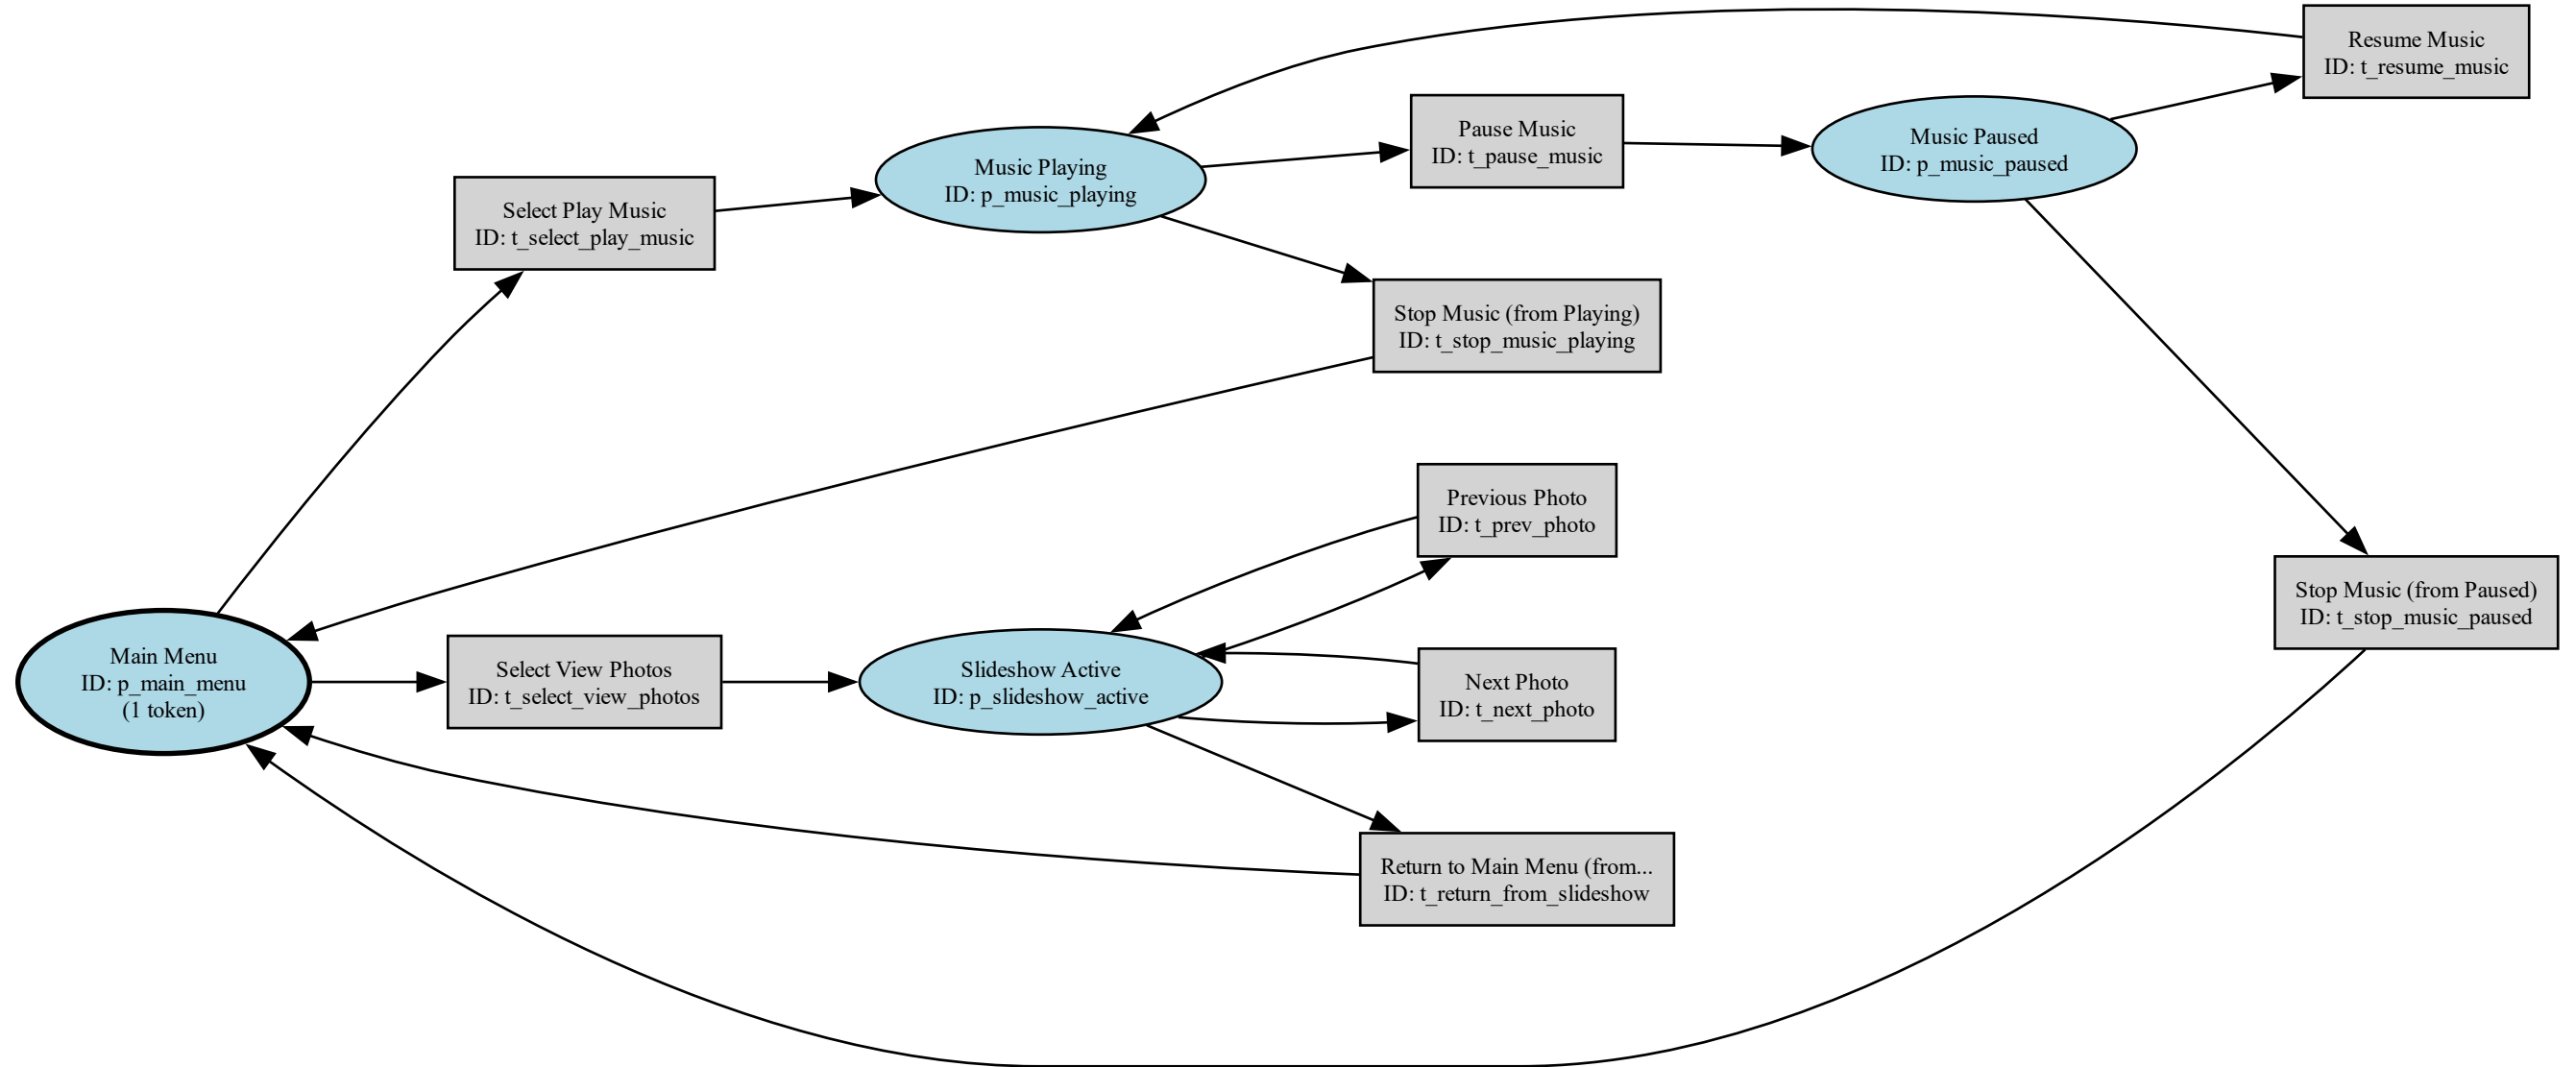 Resume Music
ID: t_resume_music
Pause Music
ID: t_pause_music
Music Paused
ID: p_music_paused
Music Playing
ID: p_music_playing
Select Play Music
ID: t_select_play_music
Stop Music (from Playing)
ID: t_stop_music_playing
Previous Photo
ID: t_prev_photo
Stop Music (from Paused)
ID: t_stop_music_paused
Main Menu
ID: p_main_menu
(1 token)
Select View Photos
ID: t_select_view_photos
Slideshow Active
ID: p_slideshow_active
Next Photo
ID: t_next_photo
Return to Main Menu (from...
ID: t_return_from_slideshow